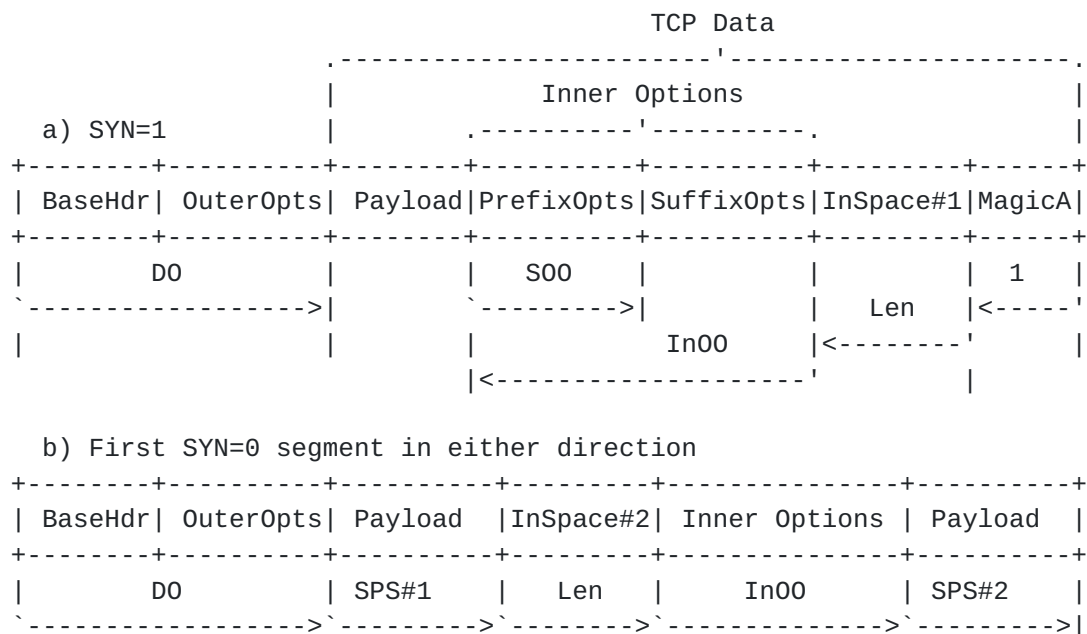 TCP Data
                    .------------------------'----------------------.
                    |             Inner Options                     |
  a) SYN=1          |        .----------'----------.                |
+--------+----------+--------+----------+----------+---------+------+
| BaseHdr| OuterOpts| Payload|PrefixOpts|SuffixOpts|InSpace#1|MagicA|
+--------+----------+--------+----------+----------+---------+------+
|        DO         |        |   SOO    |          |         |  1   |
`------------------>|        `--------->|          |   Len   |<-----'
|                   |        |            InOO     |<--------'      |
                             |<--------------------'         |
  b) First SYN=0 segment in either direction
+--------+----------+----------+---------+---------------+----------+
| BaseHdr| OuterOpts| Payload  |InSpace#2| Inner Options | Payload  |
+--------+----------+----------+---------+---------------+----------+
|        DO         | SPS#1    |   Len   |     InOO      | SPS#2    |
`------------------>`--------->`-------->`-------------->`--------->|